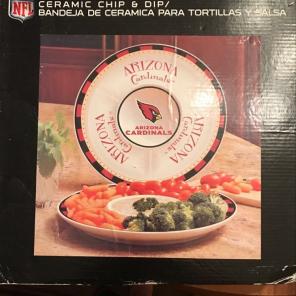 NFL
CERAMIC CHIP & DIP/
BANDEJA DE CERAMICA PARA TORTILLAS Y SALSA
ARIZONA
Cardinals
ARIZONA
CARDINALS
ARIZONA
Cardinals
ARIZONA
Cardinals